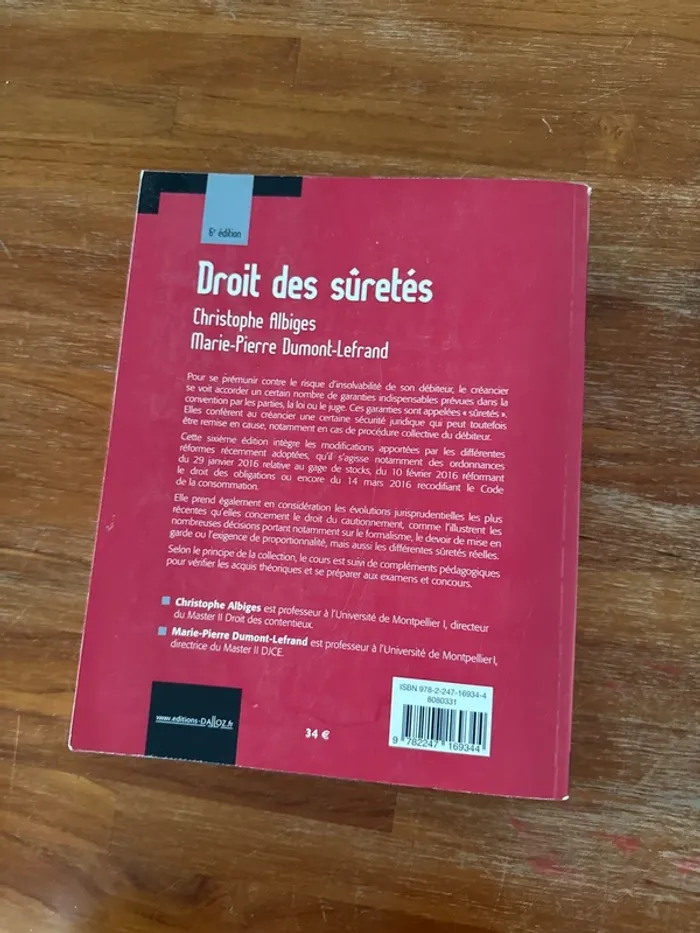 6e édition
Droit des sûretés
Christophe Albiges
Marie-Pierre Dumont-Lefrand
Pour se prémunir contre le risque d'insolvabilité de son débiteur, le créancier
se voit accorder un certain nombre de garanties indispensables prévues dans la
convention par les parties, la loi ou le juge. Ces garanties sont appelées « sûretés ».
Elles confèrent au créancier une certaine sécurité juridique qui peut toutefois
être remise en cause, notamment en cas de procédure collective du débiteur.
Cette sixième édition intègre les modifications apportées par les différentes
réformes récemment adoptées, qu'il s'agisse notamment des ordonnances
du 29 janvier 2016 relative au gage de stocks, du 10 février 2016 réformant
le droit des obligations ou encore du 14 mars 2016 recodifiant le Code
de la consommation.
Elle prend également en considération les évolutions jurisprudentielles les plus
récentes qu'elles concernent le droit du cautionnement, comme l'illustrent les
nombreuses décisions portant notamment sur le formalisme, le devoir de mise en
garde ou l'exigence de proportionnalité, mais aussi les différentes sûretés réelles.
Selon le principe de la collection, le cours est suivi de compléments pédagogiques
pour vérifier les acquis théoriques et se préparer aux examens et concours.
Christophe Albiges est professeur à l'Université de Montpellier I, directeur
du Master II Droit des contentieux.
Marie-Pierre Dumont-Lefrand est professeur à l'Université de Montpellier I,
directrice du Master II DJCE.
www.editions-DALLOZ.fr
34 €
ISBN 978-2-247-16934-4
8080331
9 782247 169344